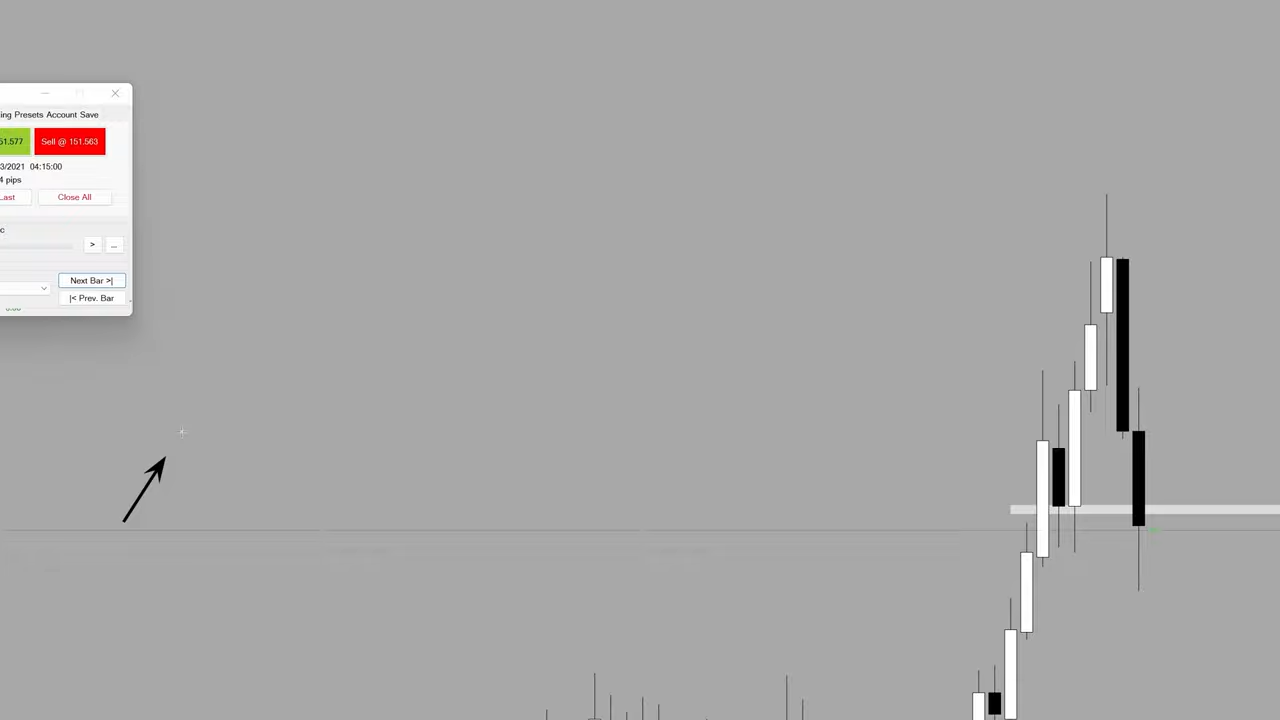 ing Presets Account Save
51.577 Sell @ 151.563
3/2021 04:15:00
4 pips
Last Close All
c
> ...
Next Bar >|
|< Prev. Bar